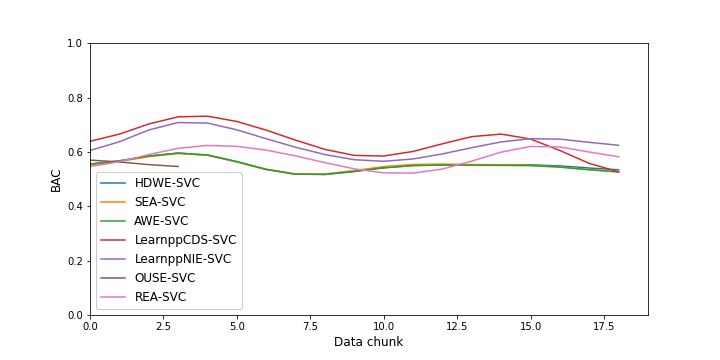 1.0
0.8
0.6
0.4
0.2
0.0
BAC
HDWE-SVC
SEA-SVC
AWE-SVC
LearnppCDS-SVC
LearnppNIE-SVC
OUSE-SVC
REA-SVC
0.0 2.5 5.0 7.5 10.0 12.5 15.0 17.5
Data chunk